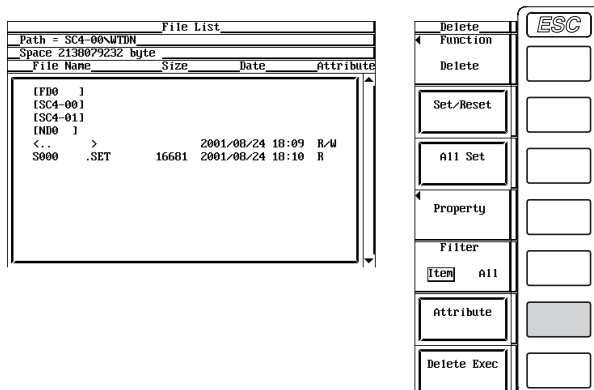 File List
Path = SC4-00\WTDN
Space 2138079232 byte
File Name Size Date Attribute
[FD0 ]
[SC4-00]
[SC4-01]
[ND0 ]
<.. > 2001/08/24 18:09 R/W
S000 .SET 16681 2001/08/24 18:10 R
ESC
Delete
Function
Delete
Set/Reset
All Set
Property
Filter
Item All
Attribute
Delete Exec